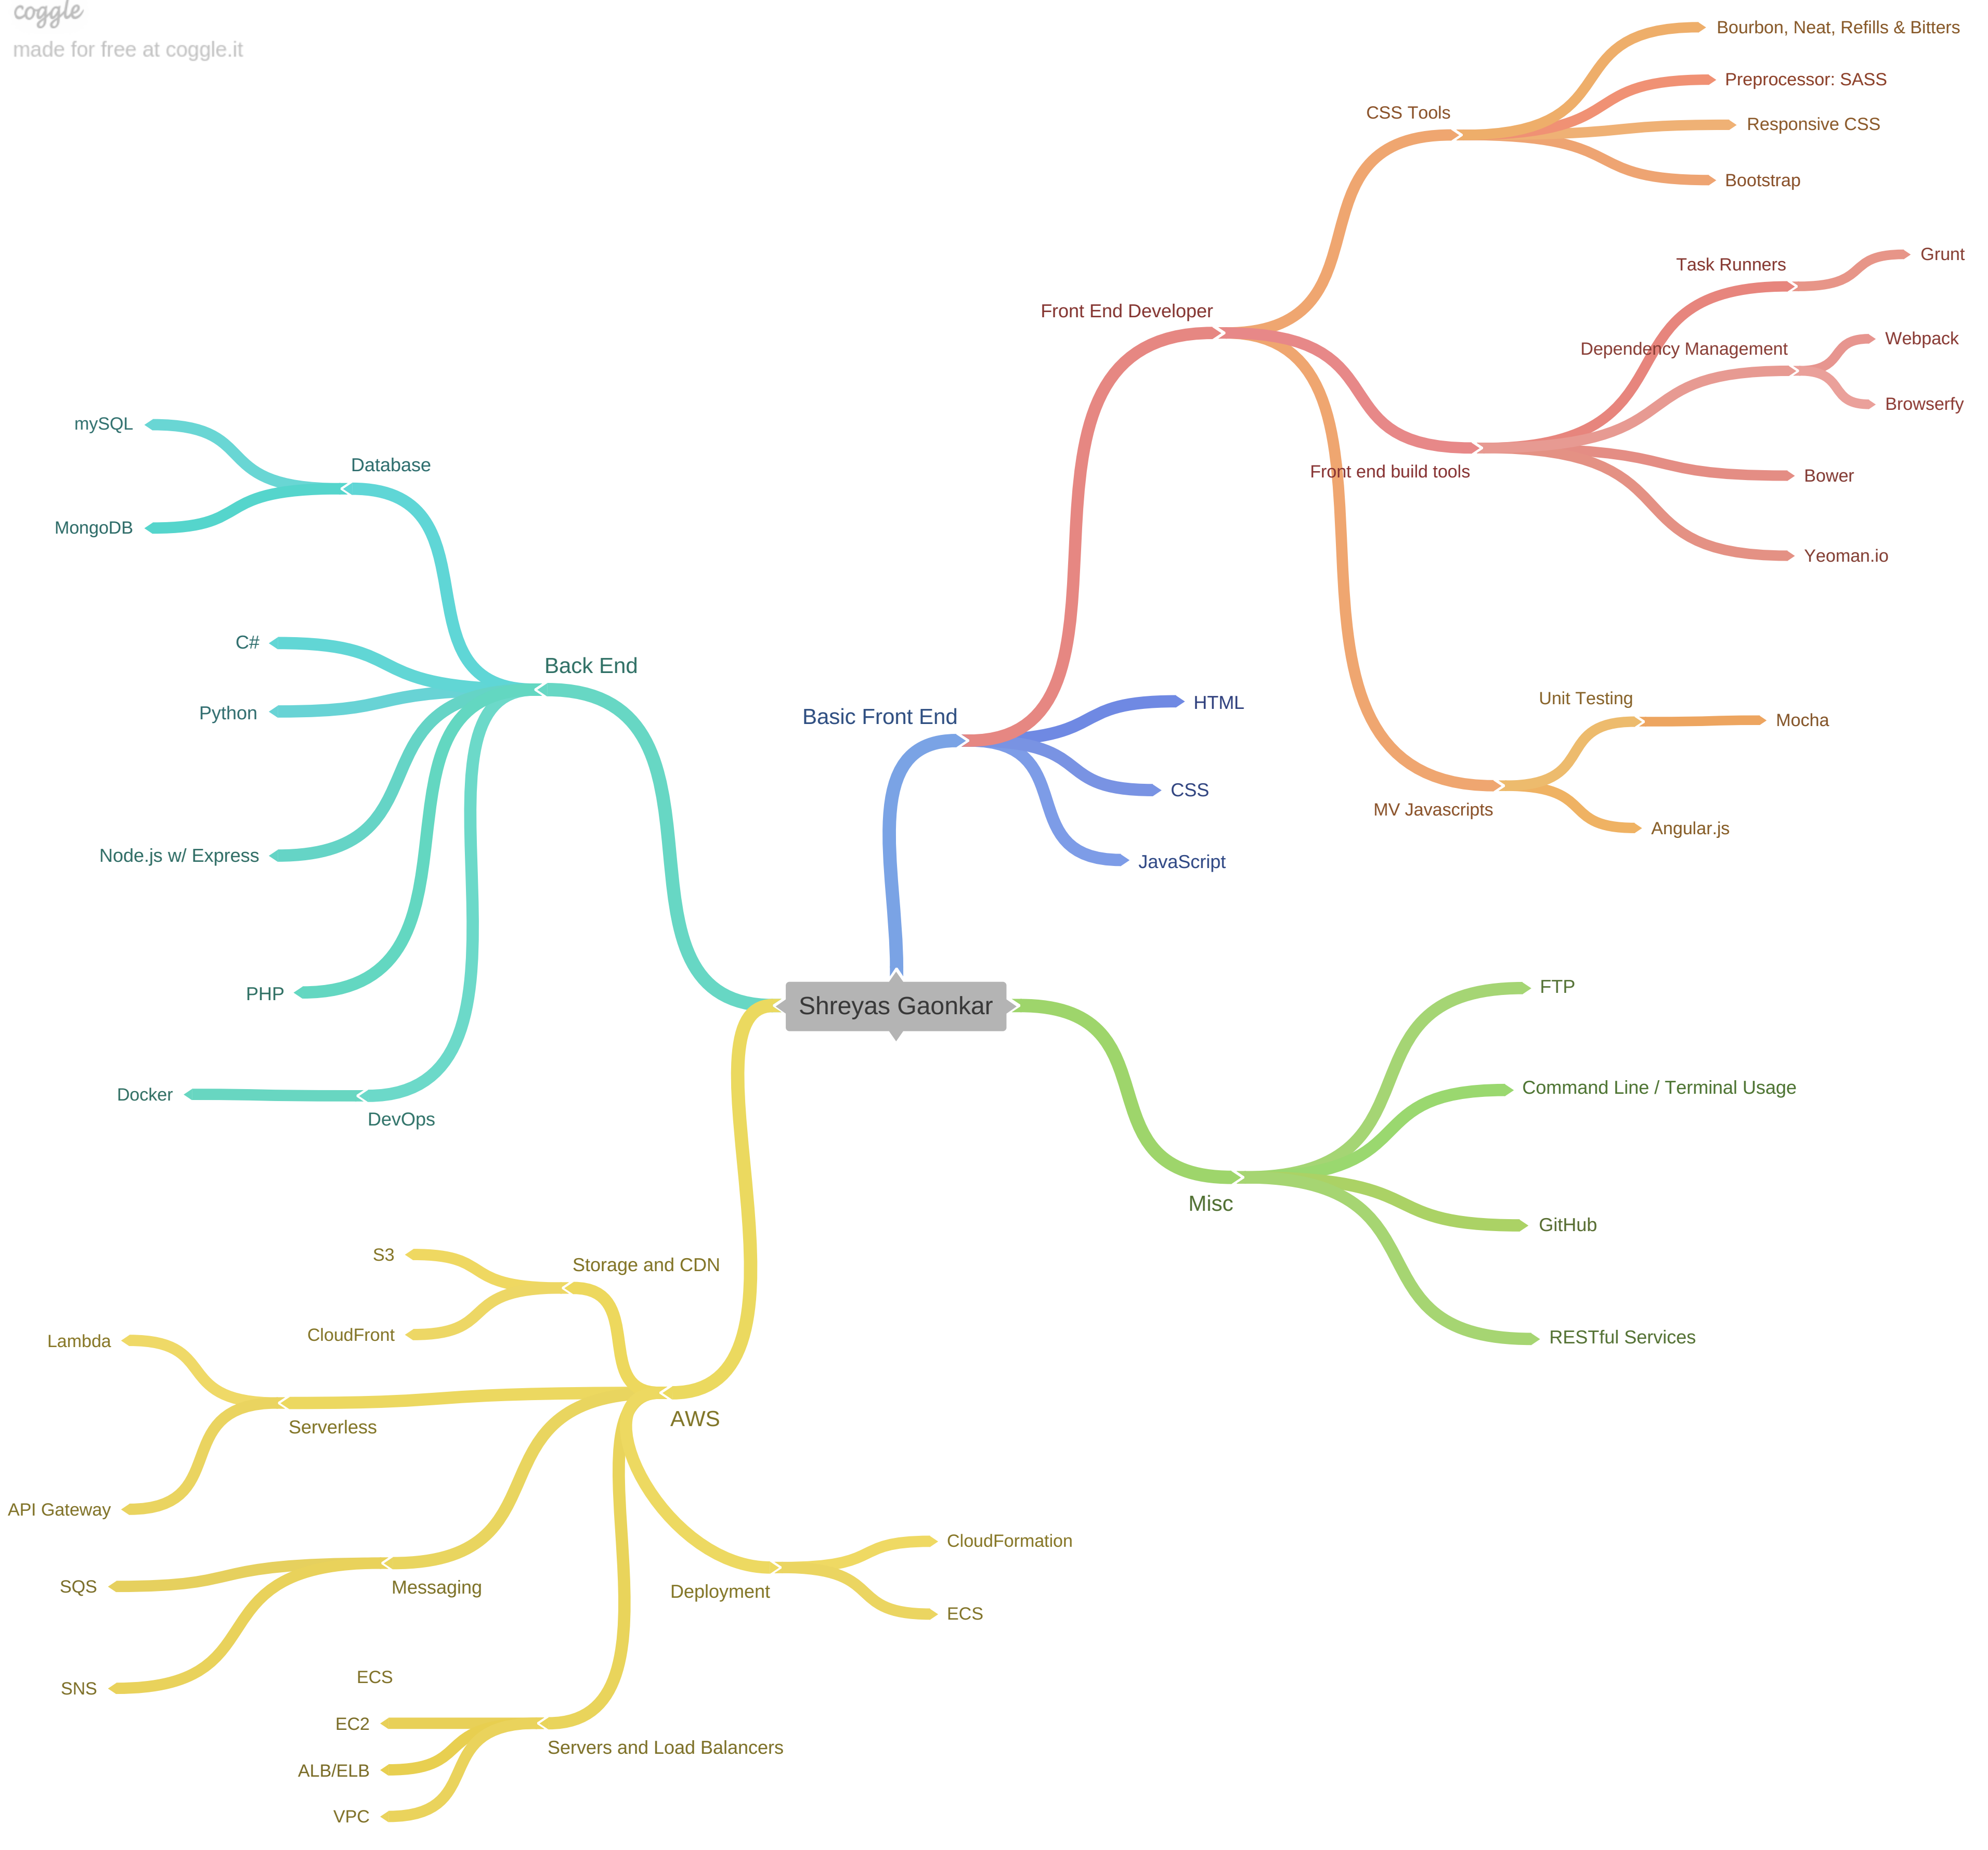 coggle
made for free at coggle.it
Bourbon, Neat, Refills & Bitters
Preprocessor: SASS
CSS Tools
Responsive CSS
Bootstrap
Grunt
Task Runners
Front End Developer
Webpack
Dependency Management
Browserfy
Front end build tools
Bower
Yeoman.io
mySQL
Database
MongoDB
C#
Back End
Python
Node.js w/ Express
PHP
Docker
DevOps
Basic Front End
HTML
CSS
JavaScript
Unit Testing
Mocha
MV Javascripts
Angular.js
Shreyas Gaonkar
FTP
Command Line / Terminal Usage
Misc
GitHub
RESTful Services
S3
Storage and CDN
CloudFront
Lambda
Serverless
AWS
API Gateway
SQS
Messaging
SNS
Deployment
CloudFormation
ECS
ECS
EC2
Servers and Load Balancers
ALB/ELB
VPC